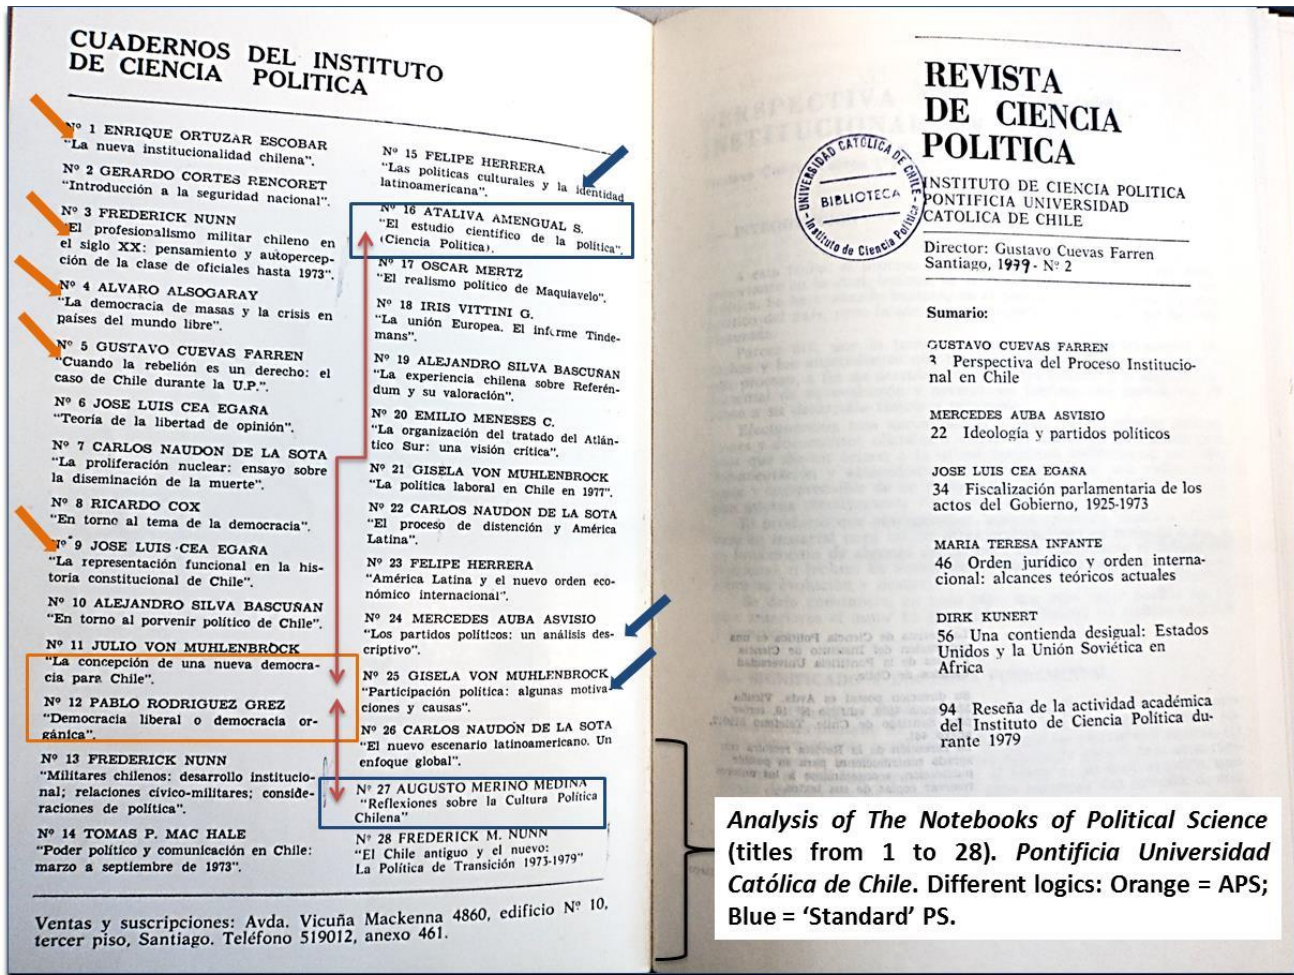 CUADERNOS DEL INSTITUTO
DE CIENCIA POLITICA
Nº 1 ENRIQUE ORTUZAR ESCOBAR
"La nueva institucionalidad chilena".
Nº 2 GERARDO CORTES RENCORET
"Introducción a la seguridad nacional".
Nº 3 FREDERICK NUNN
"El profesionalismo militar chileno en
el siglo XX: pensamiento y autopercep-
ción de la clase de oficiales hasta 1973".
Nº 4 ALVARO ALSOGARAY
"La democracia de masas y la crisis en
países del mundo libre".
Nº 5 GUSTAVO CUEVAS FARREN
"Cuando la rebelión es un derecho: el
caso de Chile durante la U.P.".
Nº 6 JOSE LUIS CEA EGAÑA
"Teoría de la libertad de opinión".
Nº 7 CARLOS NAUDON DE LA SOTA
"La proliferación nuclear: ensayo sobre
la diseminación de la muerte".
Nº 8 RICARDO COX
"En torno al tema de la democracia".
Nº 9 JOSE LUIS CEA EGAÑA
"La representación funcional en la his-
toria constitucional de Chile".
Nº 10 ALEJANDRO SILVA BASCUÑAN
"En torno al porvenir político de Chile".
Nº 11 JULIO VON MUHLENBROCK
"La concepción de una nueva democra-
cia para Chile".
Nº 12 PABLO RODRIGUEZ GREZ
"Democracia liberal o democracia or-
gánica".
Nº 13 FREDERICK NUNN
"Militares chilenos: desarrollo institucio-
nal; relaciones cívico-militares; conside-
raciones de política".
Nº 14 TOMAS P. MAC HALE
"Poder político y comunicación en Chile:
marzo a septiembre de 1973".
Nº 15 FELIPE HERRERA
"Las políticas culturales y la identidad
latinoamericana".
Nº 16 ATALIVA AMENGUAL S.
"El estudio científico de la política".
(Ciencia Política).
Nº 17 OSCAR MERTZ
"El realismo político de Maquiavelo".
Nº 18 IRIS VITTINI G.
"La unión Europea. El informe Tinde-
mans".
Nº 19 ALEJANDRO SILVA BASCUÑAN
"La experiencia chilena sobre Referén-
dum y su valoración".
Nº 20 EMILIO MENESES C.
"La organización del tratado del Atlán-
tico Sur: una visión crítica".
Nº 21 GISELA VON MUHLENBROCK
"La política laboral en Chile en 1977".
Nº 22 CARLOS NAUDON DE LA SOTA
"El proceso de distención y América
Latina".
Nº 23 FELIPE HERRERA
"América Latina y el nuevo orden eco-
nómico internacional".
Nº 24 MERCEDES AUBA ASVISIO
"Los partidos políticos: un análisis des-
criptivo".
Nº 25 GISELA VON MUHLENBROCK
"Participación política: algunas motiva-
ciones y causas".
Nº 26 CARLOS NAUDON DE LA SOTA
"El nuevo escenario latinoamericano. Un
enfoque global".
Nº 27 AUGUSTO MERINO MEDINA
"Reflexiones sobre la Cultura Política
Chilena"
Nº 28 FREDERICK M. NUNN
"El Chile antiguo y el nuevo:
La Política de Transición 1973-1979"
Ventas y suscripciones: Avda. Vicuña Mackenna 4860, edificio Nº 10,
tercer piso, Santiago. Teléfono 519012, anexo 461.
REVISTA
DE CIENCIA
POLITICA
UNIVERSIDAD CATÓLICA DE CHILE
BIBLIOTECA
Instituto de Ciencia Política
INSTITUTO DE CIENCIA POLITICA
PONTIFICIA UNIVERSIDAD
CATOLICA DE CHILE
Director: Gustavo Cuevas Farren
Santiago, 1979 - Nº 2
Sumario:
GUSTAVO CUEVAS FARREN
3 Perspectiva del Proceso Institucio-
nal en Chile
MERCEDES AUBA ASVISIO
22 Ideología y partidos políticos
JOSE LUIS CEA EGAÑA
34 Fiscalización parlamentaria de los
actos del Gobierno, 1925-1973
MARIA TERESA INFANTE
46 Orden jurídico y orden interna-
cional: alcances teóricos actuales
DIRK KUNERT
56 Una contienda desigual: Estados
Unidos y la Unión Soviética en
Africa
94 Reseña de la actividad académica
del Instituto de Ciencia Política du-
rante 1979
Analysis of The Notebooks of Political Science
(titles from 1 to 28). Pontificia Universidad
Católica de Chile. Different logics: Orange = APS;
Blue = 'Standard' PS.